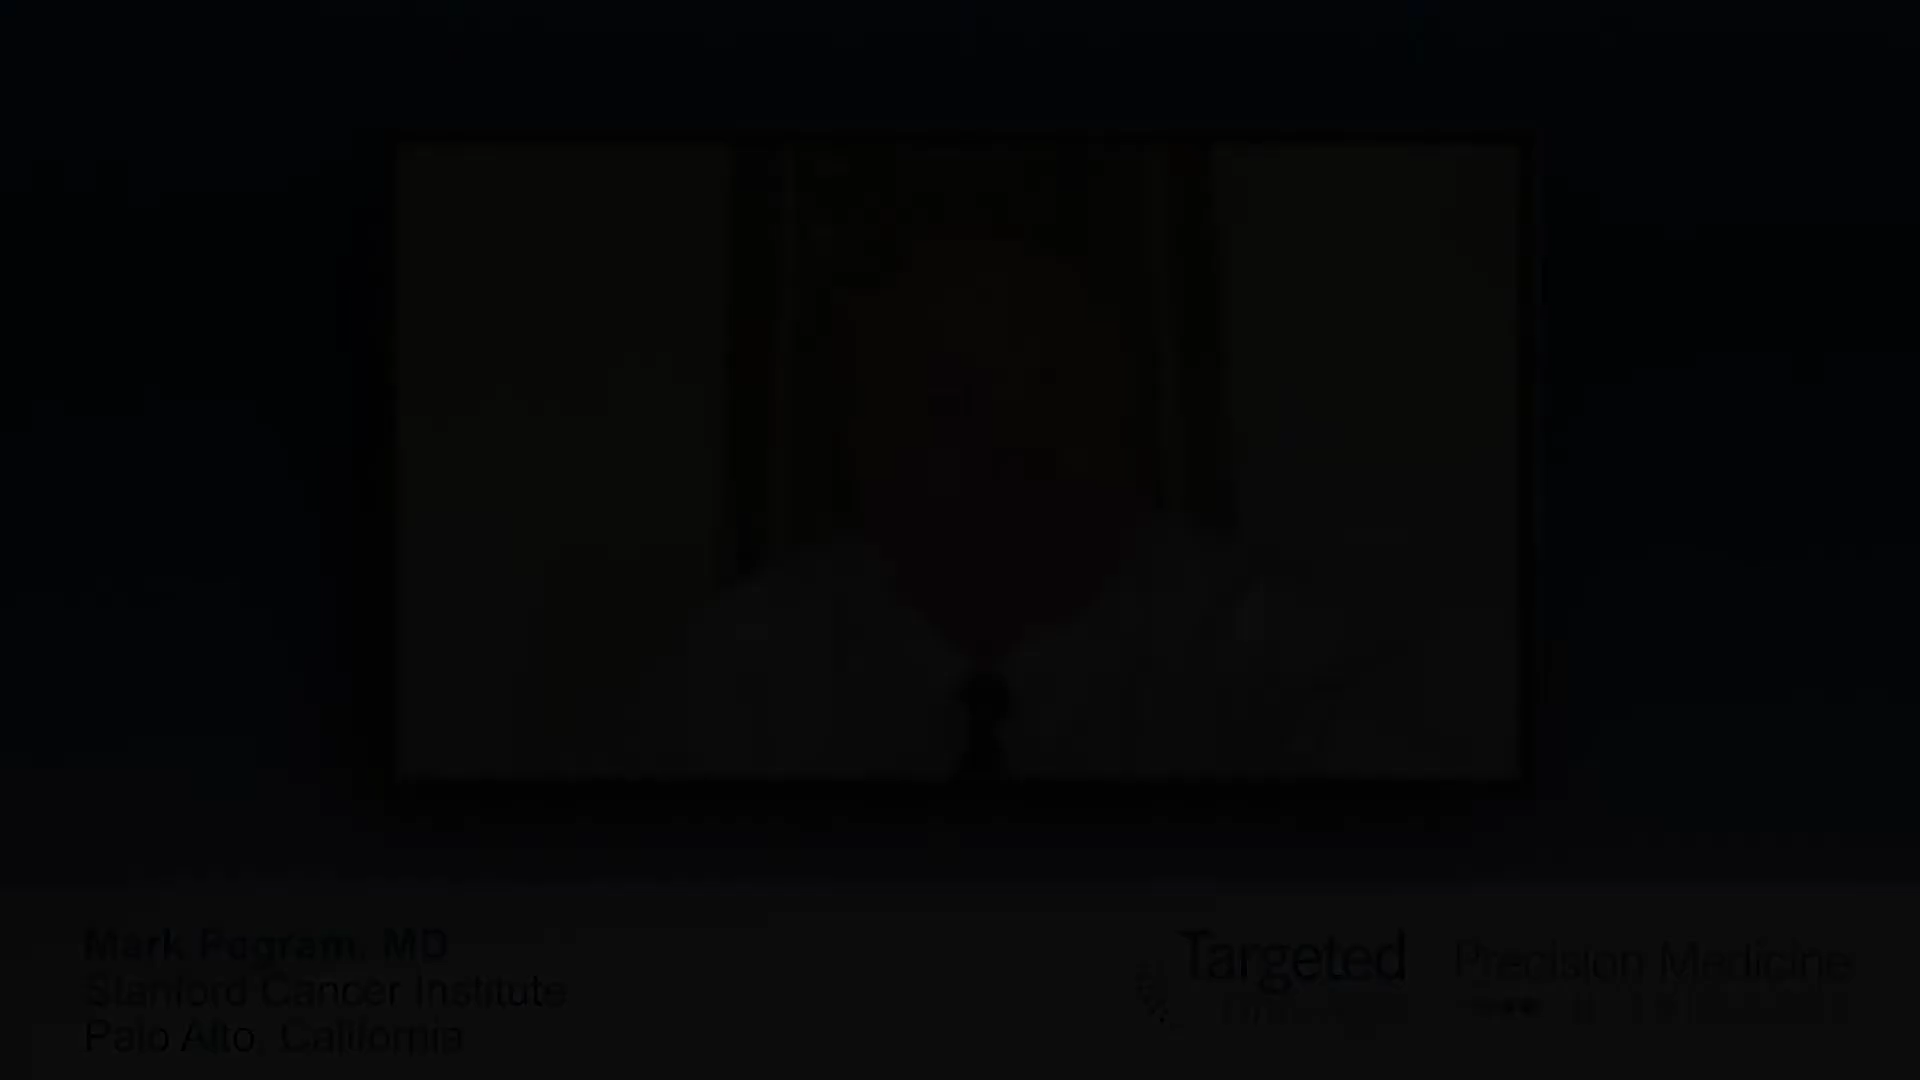 Mark Pegram, MD
Stanford Cancer Institute
Palo Alto, California
Targeted
Precision Medicine